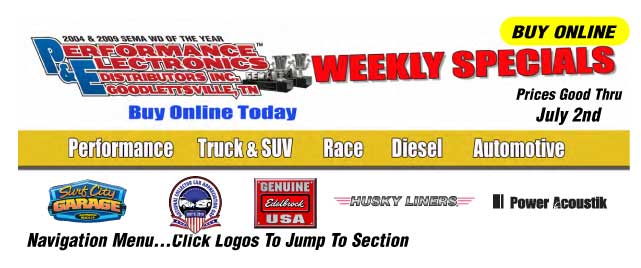 BUY ONLINE
2004 & 2009 SEMA WD OF THE YEAR
PERFORMANCE
& ELECTRONICS
DISTRIBUTORS INC.
GOODLETTSVILLE, TN
WEEKLY SPECIALS
Prices Good Thru
July 2nd
Buy Online Today
Performance Truck & SUV Race Diesel Automotive
Surf City
GARAGE
GENUINE
Edelbrock
USA
HUSKY LINERS
Power Acoustik
Navigation Menu...Click Logos To Jump To Section